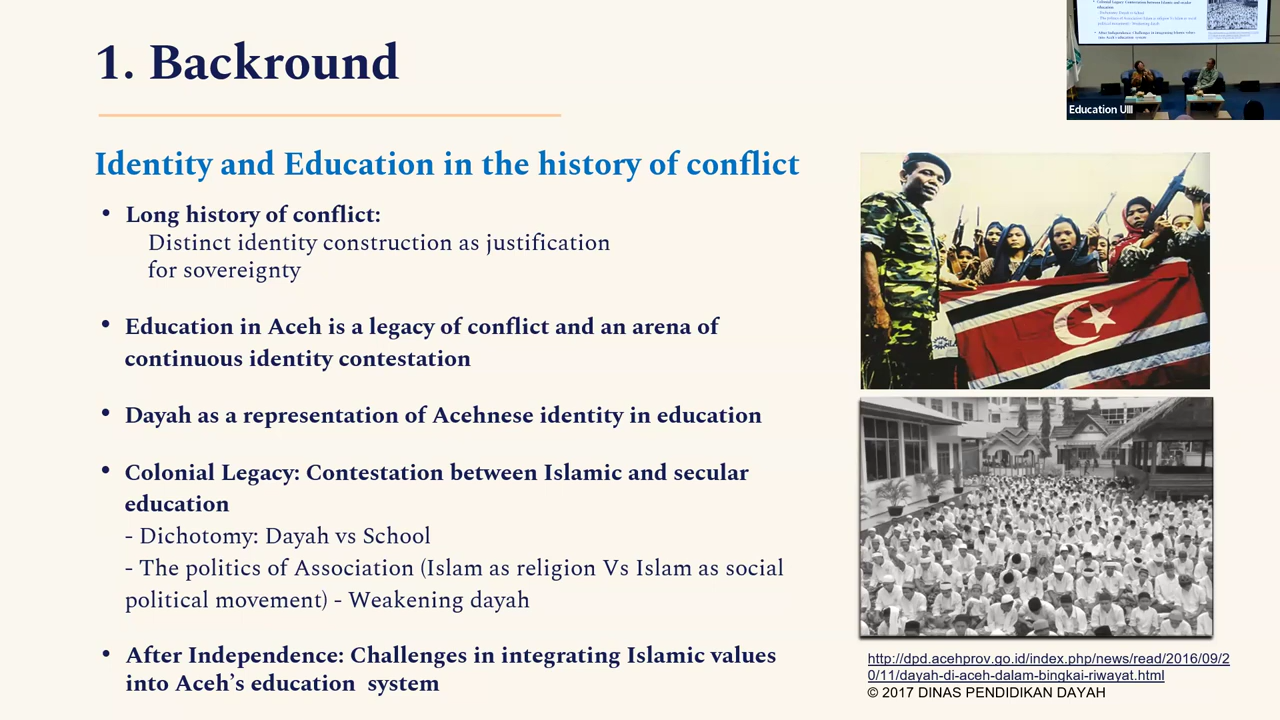 1. Backround
Identity and Education in the history of conflict
• Long history of conflict:
Distinct identity construction as justification
for sovereignty
• Education in Aceh is a legacy of conflict and an arena of
continuous identity contestation
• Dayah as a representation of Acehnese identity in education
• Colonial Legacy: Contestation between Islamic and secular
education
- Dichotomy: Dayah vs School
- The politics of Association (Islam as religion Vs Islam as social
political movement) - Weakening dayah
• After Independence: Challenges in integrating Islamic values
into Aceh’s education system
Education UIII
http://dpd.acehprov.go.id/index.php/news/read/2016/09/2
0/11/dayah-di-aceh-dalam-bingkai-riwayat.html
© 2017 DINAS PENDIDIKAN DAYAH